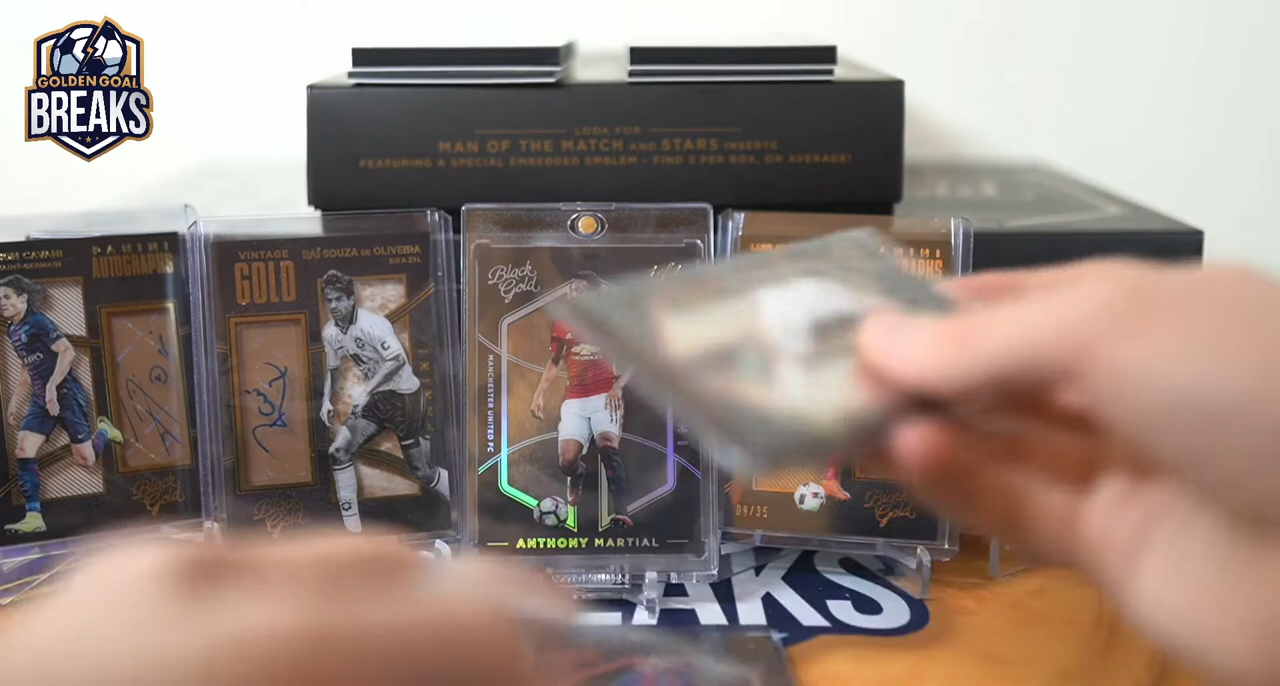 GOLDEN GOAL
BREAKS
LOOK FOR
MAN OF THE MATCH AND STARS INSERTS
FEATURING A SPECIAL EMBEDDED EMBLEM - FIND 2 PER BOX, ON AVERAGE!
CAVANI
SAINT-GERMAIN
PANINI
AUTOGRAPHS
Black
Gold
VINTAGE
GOLD
RAÍ SOUZA DE OLIVEIRA
BRAZIL
Black
Gold
Black
Gold
MANCHESTER UNITED FC
CHEVROLET
ANTHONY MARTIAL
09/35
Black
Gold